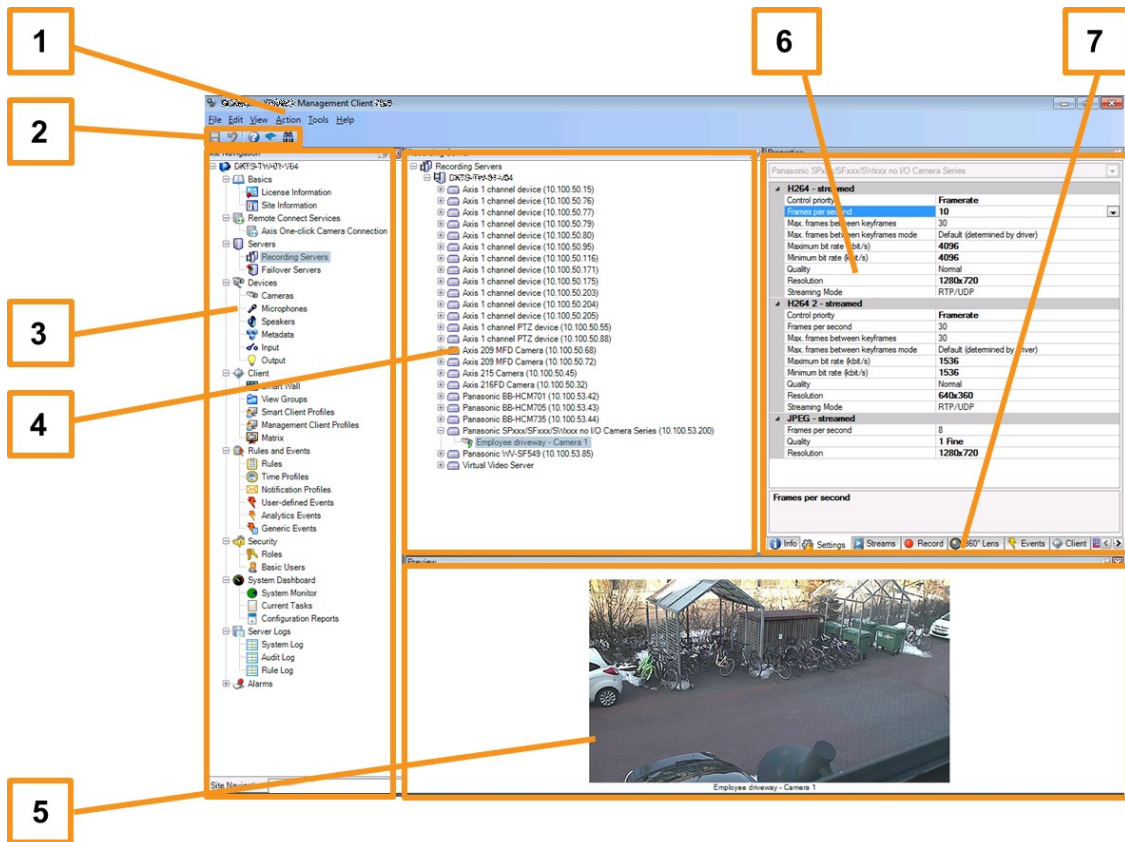 1
6
7
2
Management Client
File Edit View Action Tools Help
Site Navigation
Recording Server
Properties
Basics
License Information
Site Information
Remote Connect Services
Axis One-click Camera Connection
Servers
Recording Servers
Failover Servers
Devices
Cameras
3
Microphones
Speakers
Metadata
Input
Output
Client
Smart Wall
View Groups
4
Smart Client Profiles
Management Client Profiles
Matrix
Rules and Events
Rules
Time Profiles
Notification Profiles
User-defined Events
Analytics Events
Generic Events
Security
Roles
Basic Users
System Dashboard
System Monitor
Current Tasks
Configuration Reports
Server Logs
System Log
Audit Log
Rule Log
Alarms
5
Site Navigation
Recording Servers
Axis 1 channel device (10.100.50.15)
Axis 1 channel device (10.100.50.76)
Axis 1 channel device (10.100.50.77)
Axis 1 channel device (10.100.50.79)
Axis 1 channel device (10.100.50.80)
Axis 1 channel device (10.100.50.95)
Axis 1 channel device (10.100.50.116)
Axis 1 channel device (10.100.50.171)
Axis 1 channel device (10.100.50.175)
Axis 1 channel device (10.100.50.203)
Axis 1 channel device (10.100.50.204)
Axis 1 channel device (10.100.50.205)
Axis 1 channel PTZ device (10.100.50.55)
Axis 1 channel PTZ device (10.100.50.88)
Axis 209 MFD Camera (10.100.50.68)
Axis 209 MFD Camera (10.100.50.72)
Axis 215 Camera (10.100.50.45)
Axis 216FD Camera (10.100.50.32)
Panasonic BB-HCM701 (10.100.53.42)
Panasonic BB-HCM705 (10.100.53.43)
Panasonic BB-HCM735 (10.100.53.44)
Panasonic SPxxx/SFxxx/SWxxx no I/O Camera Series (10.100.53.200)
Employee driveway - Camera 1
Panasonic WV-SF549 (10.100.53.85)
Virtual Video Server
Panasonic SPxxx/SFxxx/SWxxx no I/O Camera Series
H264 - streamed
Control priority Framerate
Frames per second 10
Max. frames between keyframes 30
Max. frames between keyframes mode Default (determined by driver)
Maximum bit rate (kbit/s) 4096
Minimum bit rate (kbit/s) 4096
Quality Normal
Resolution 1280x720
Streaming Mode RTP/UDP
H264 2 - streamed
Control priority Framerate
Frames per second 30
Max. frames between keyframes 30
Max. frames between keyframes mode Default (determined by driver)
Maximum bit rate (kbit/s) 1536
Minimum bit rate (kbit/s) 1536
Quality Normal
Resolution 640x360
Streaming Mode RTP/UDP
JPEG - streamed
Frames per second 8
Quality 1 Fine
Resolution 1280x720
Frames per second
Info Settings Streams Record 360° Lens Events Client
Preview
Employee driveway - Camera 1